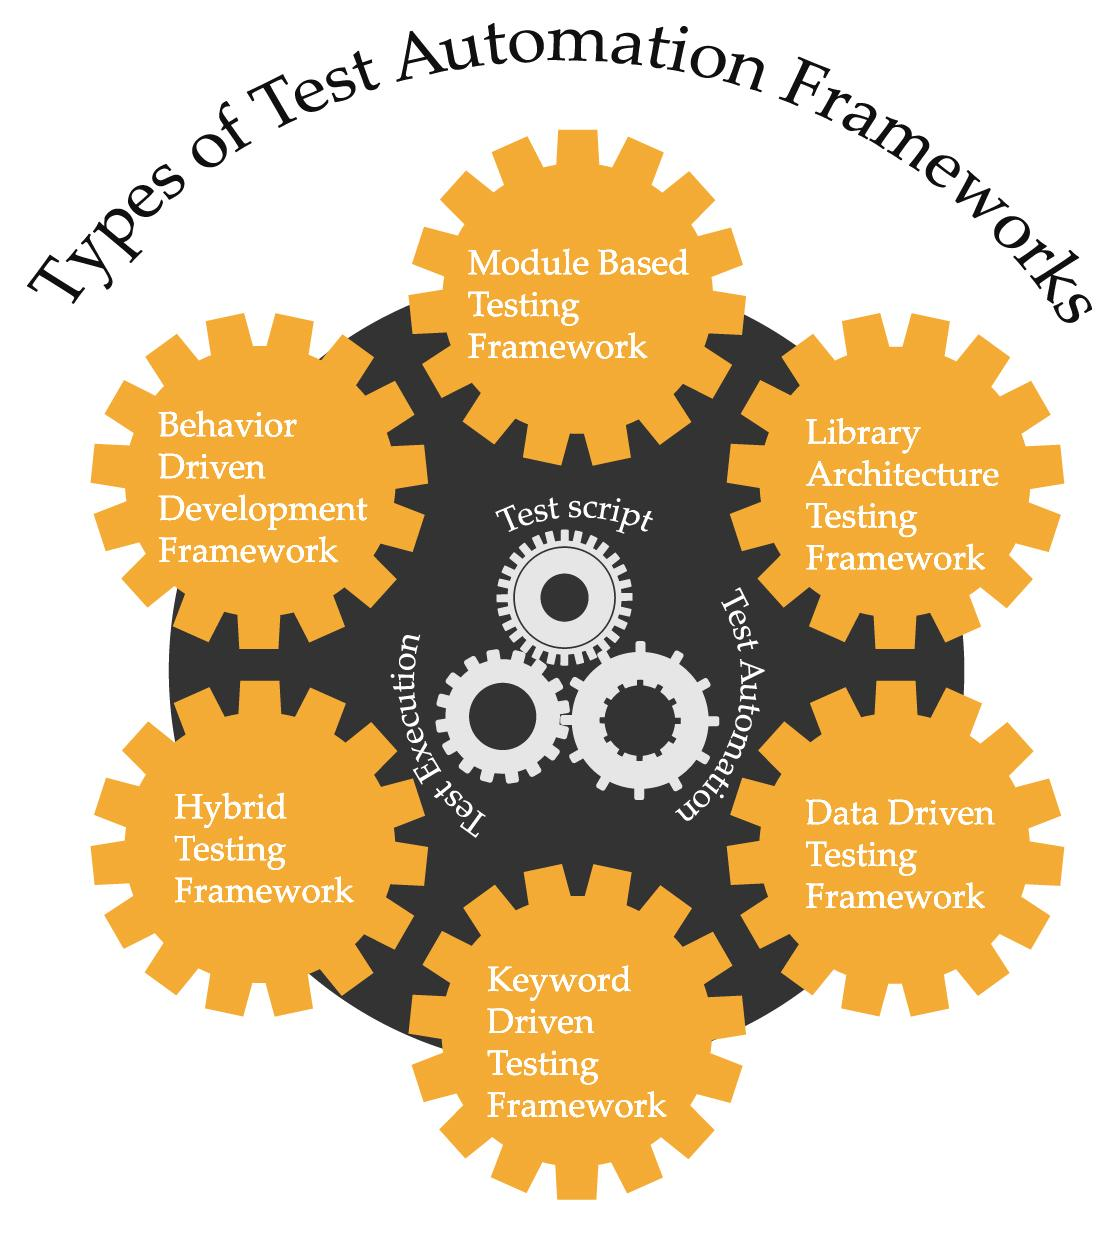 Types of Test Automation Frameworks
Module Based
Testing
Framework
Behavior
Driven
Development
Framework
Library
Architecture
Testing
Framework
Test script
Test Execution
Test Automation
Hybrid
Testing
Framework
Data Driven
Testing
Framework
Keyword
Driven
Testing
Framework